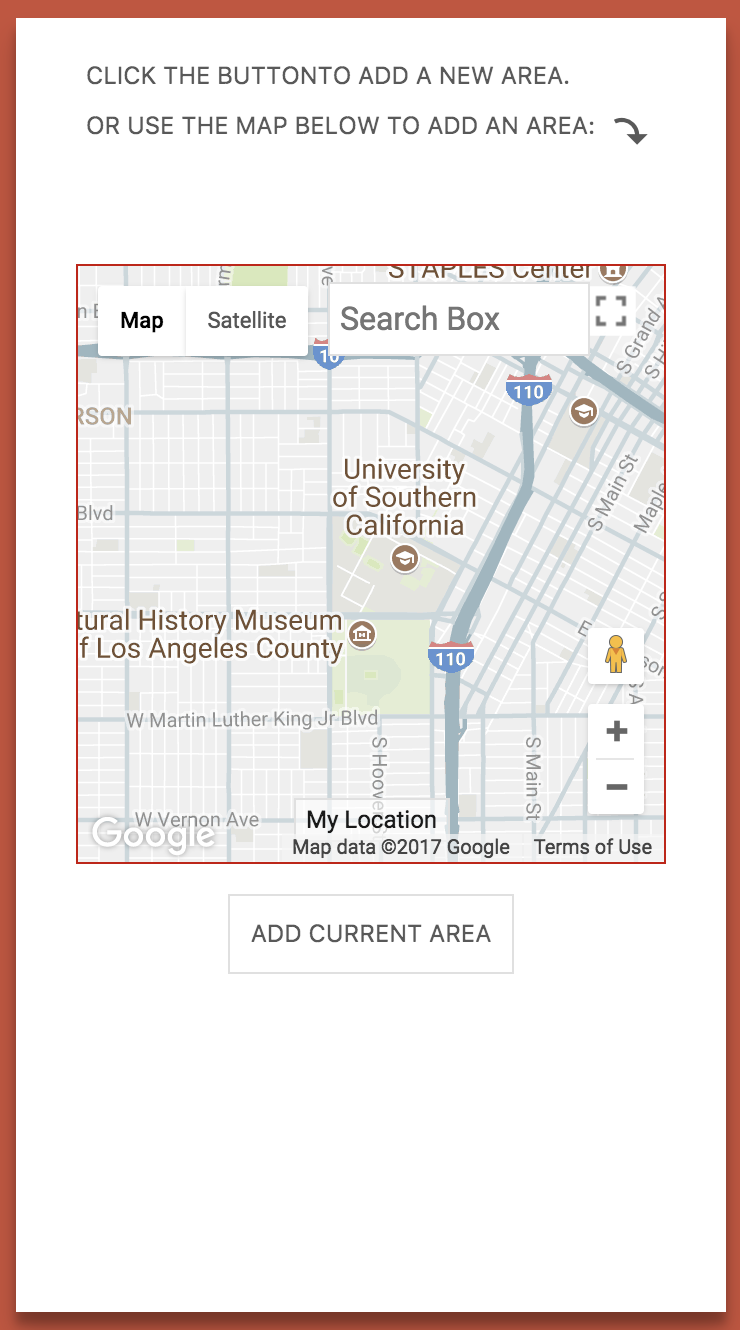 CLICK THE BUTTONTO ADD A NEW AREA.
OR USE THE MAP BELOW TO ADD AN AREA:
STAPLES Center
Map
Satellite
Search Box
10
110
S Grand A
RSON
University
of Southern
California
S Main St
Maple
Blvd
tural History Museum
f Los Angeles County
110
W Martin Luther King Jr Blvd
S Hoove
S Main St
W Vernon Ave
My Location
Google
Map data ©2017 Google
Terms of Use
ADD CURRENT AREA